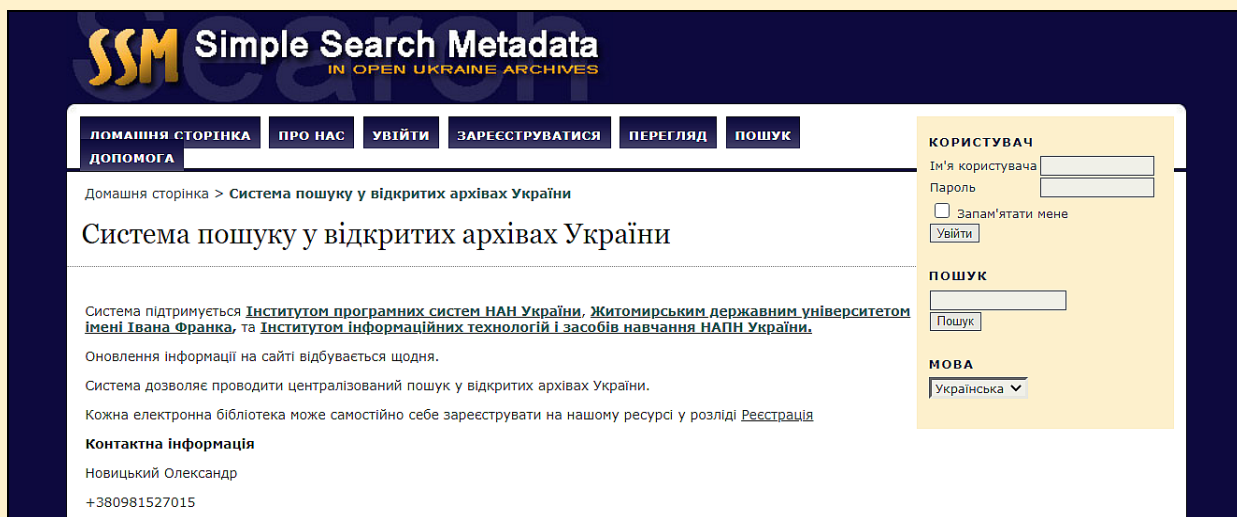 Search
SSM Simple Search Metadata
IN OPEN UKRAINE ARCHIVES
ДОМАШНЯ СТОРІНКА ПРО НАС УВІЙТИ ЗАРЕЄСТРУВАТИСЯ ПЕРЕГЛЯД ПОШУК
ДОПОМОГА
Домашня сторінка > Система пошуку у відкритих архівах України
Система пошуку у відкритих архівах України
Система підтримується Інститутом програмних систем НАН України, Житомирським державним університетом
імені Івана Франка, та Інститутом інформаційних технологій і засобів навчання НАПН України.
Оновлення інформації на сайті відбувається щодня.
Система дозволяє проводити централізований пошук у відкритих архівах України.
Кожна електронна бібліотека може самостійно себе зареєструвати на нашому ресурсі у розліді Реєстрація
Контактна інформація
Новицький Олександр
+380981527015
КОРИСТУВАЧ
Ім'я користувача
Пароль
Запам'ятати мене
Увійти
ПОШУК
Пошук
МОВА
Українська